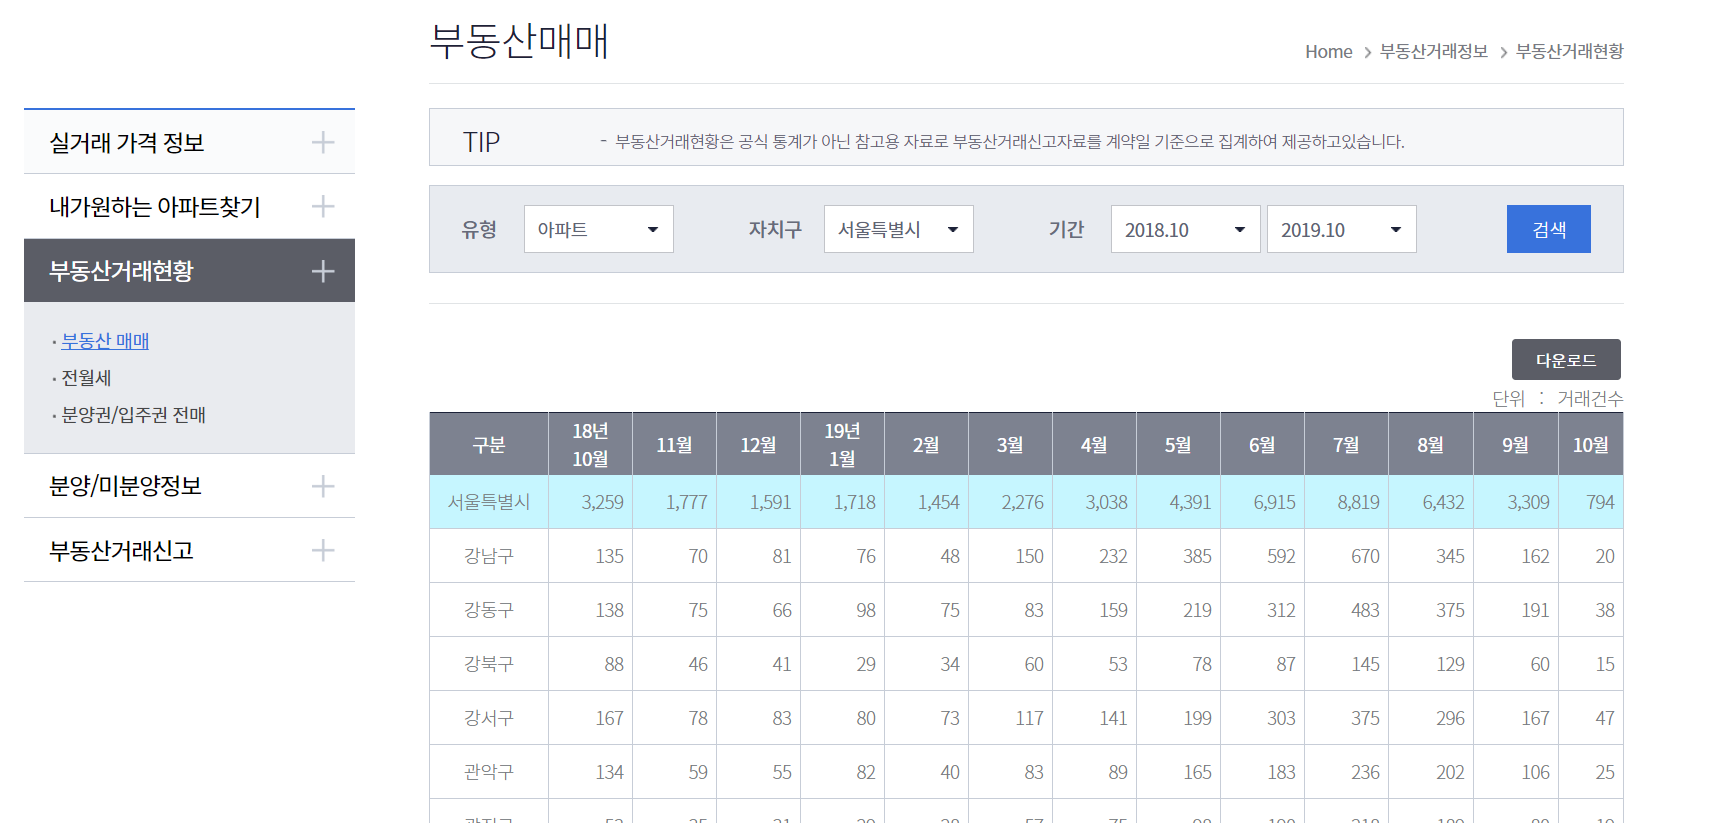 부동산매매
Home > 부동산거래정보 > 부동산거래현황
실거래 가격 정보
내가원하는 아파트찾기
부동산거래현황
· 부동산 매매
· 전월세
· 분양권/입주권 전매
분양/미분양정보
부동산거래신고
TIP - 부동산거래현황은 공식 통계가 아닌 참고용 자료로 부동산거래신고자료를 계약일 기준으로 집계하여 제공하고있습니다.
유형 아파트 자치구 서울특별시 기간 2018.10 2019.10 검색
다운로드
단위 : 거래건수
구분 18년 10월 11월 12월 19년 1월 2월 3월 4월 5월 6월 7월 8월 9월 10월
서울특별시 3,259 1,777 1,591 1,718 1,454 2,276 3,038 4,391 6,915 8,819 6,432 3,309 794
강남구 135 70 81 76 48 150 232 385 592 670 345 162 20
강동구 138 75 66 98 75 83 159 219 312 483 375 191 38
강북구 88 46 41 29 34 60 53 78 87 145 129 60 15
강서구 167 78 83 80 73 117 141 199 303 375 296 167 47
관악구 134 59 55 82 40 83 89 165 183 236 202 106 25